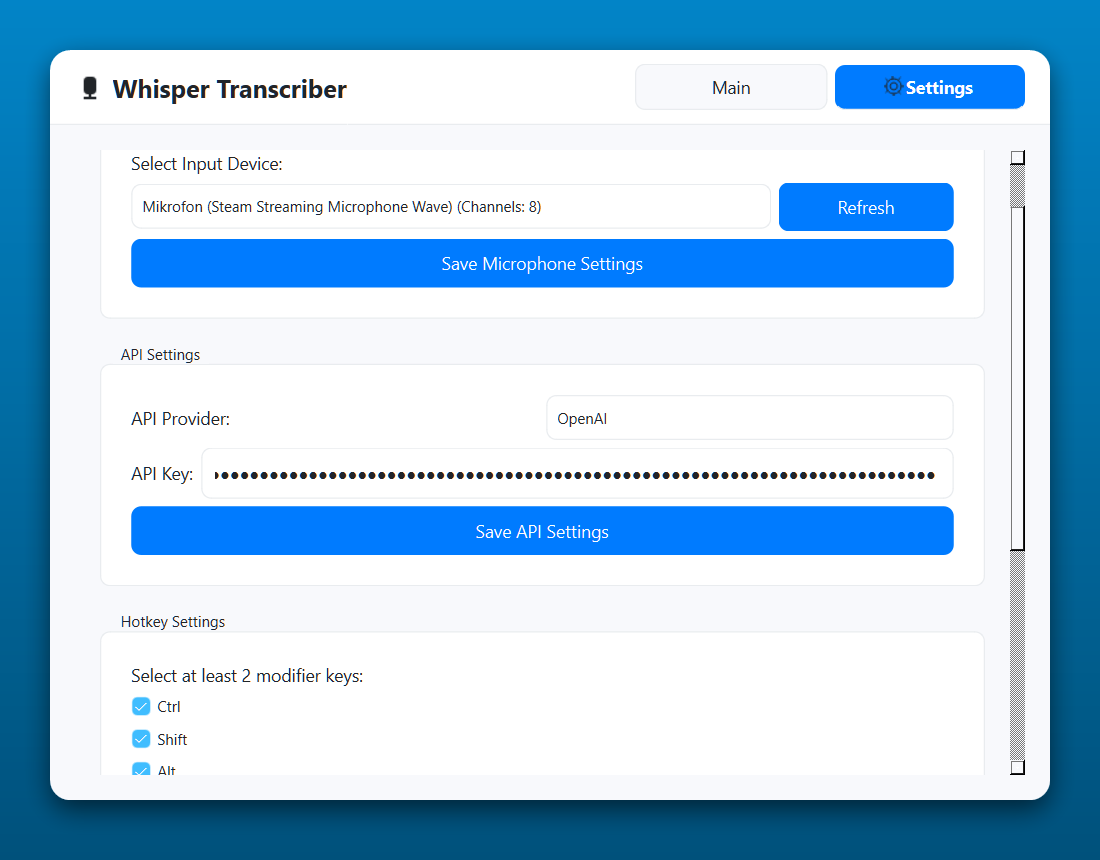 Whisper Transcriber
Main
Settings
Select Input Device:
Mikrofon (Steam Streaming Microphone Wave) (Channels: 8)
Refresh
Save Microphone Settings
API Settings
API Provider:
OpenAI
API Key:
Save API Settings
Hotkey Settings
Select at least 2 modifier keys:
Ctrl
Shift
Alt